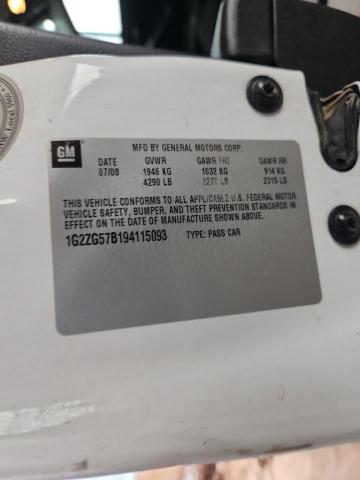 GM
MFD BY GENERAL MOTORS CORP.
DATE GVWR GAWR FRT GAWR RR
07/08 1946 KG 1032 KG 914 KG
4290 LB 2275 LB 2015 LB
THIS VEHICLE CONFORMS TO ALL APPLICABLE U.S. FEDERAL MOTOR
VEHICLE SAFETY, BUMPER, AND THEFT PREVENTION STANDARDS IN
EFFECT ON THE DATE OF MANUFACTURE SHOWN ABOVE.
1G2ZG57B194115093 TYPE: PASS CAR